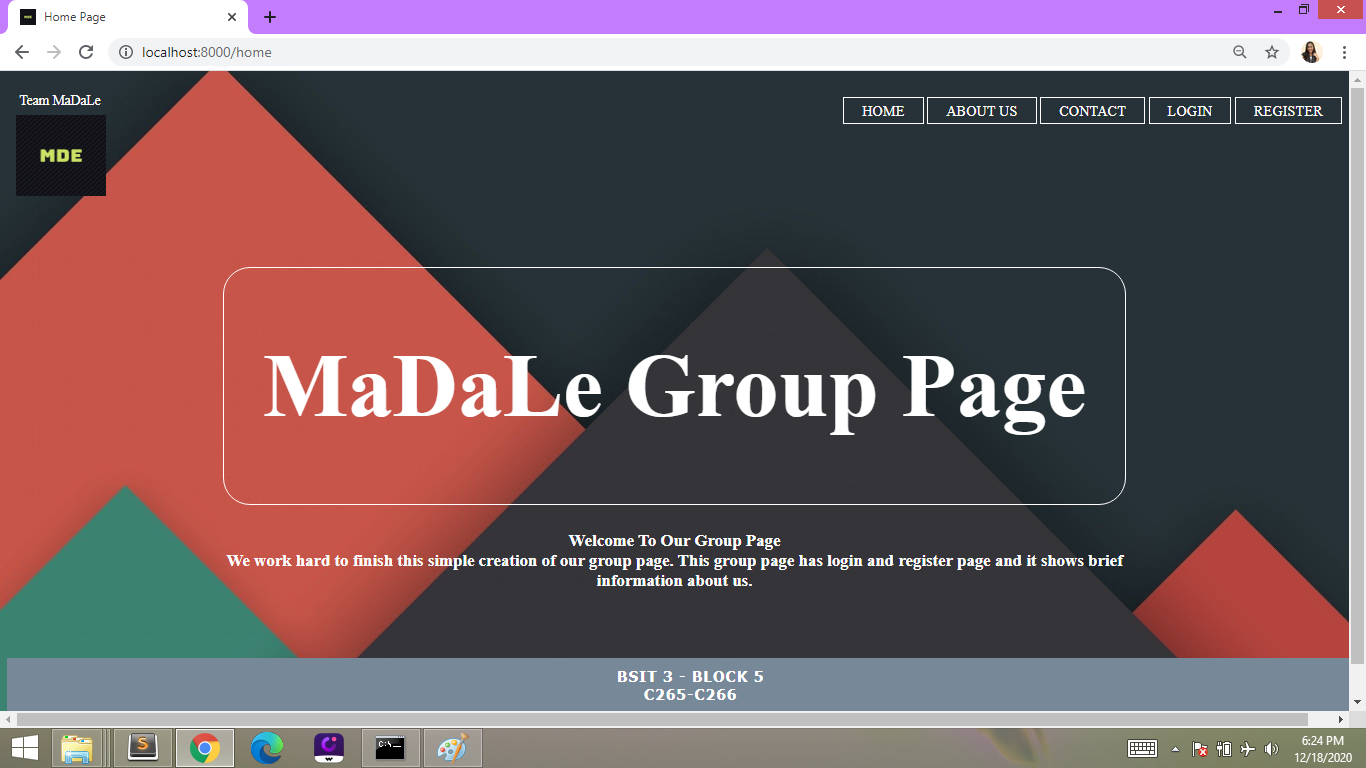 Home Page
localhost:8000/home
Team MaDaLe
MDE
HOME ABOUT US CONTACT LOGIN REGISTER
MaDaLe Group Page
Welcome To Our Group Page
We work hard to finish this simple creation of our group page. This group page has login and register page and it shows brief
information about us.
BSIT 3 - BLOCK 5
C265-C266
6:24 PM
12/18/2020